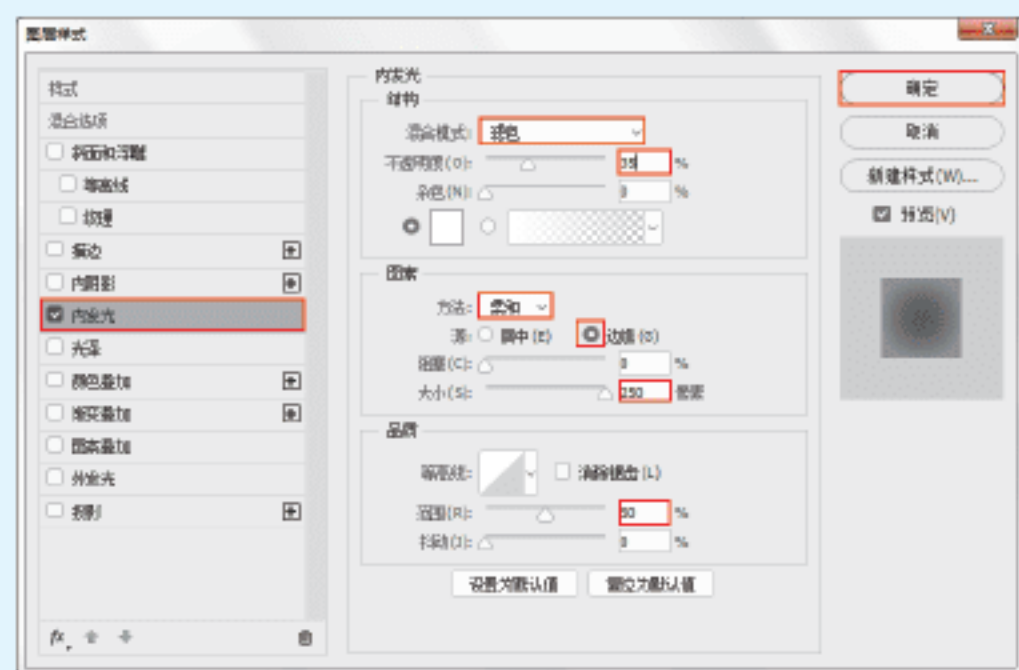 图层样式
样式
混合选项
斜面和浮雕
等高线
纹理
描边
内阴影
内发光
光泽
颜色叠加
渐变叠加
图案叠加
外发光
投影
fx
内发光
结构
混合模式: 滤色
不透明度(O): 35 %
杂色(N): 0 %
图素
方法: 柔和
源: 居中(E) 边缘(G)
阻塞(C): 0 %
大小(S): 250 像素
品质
等高线: 消除锯齿(L)
范围(R): 50 %
抖动(J): 0 %
设置为默认值 复位为默认值
确定
取消
新建样式(W)...
预览(V)